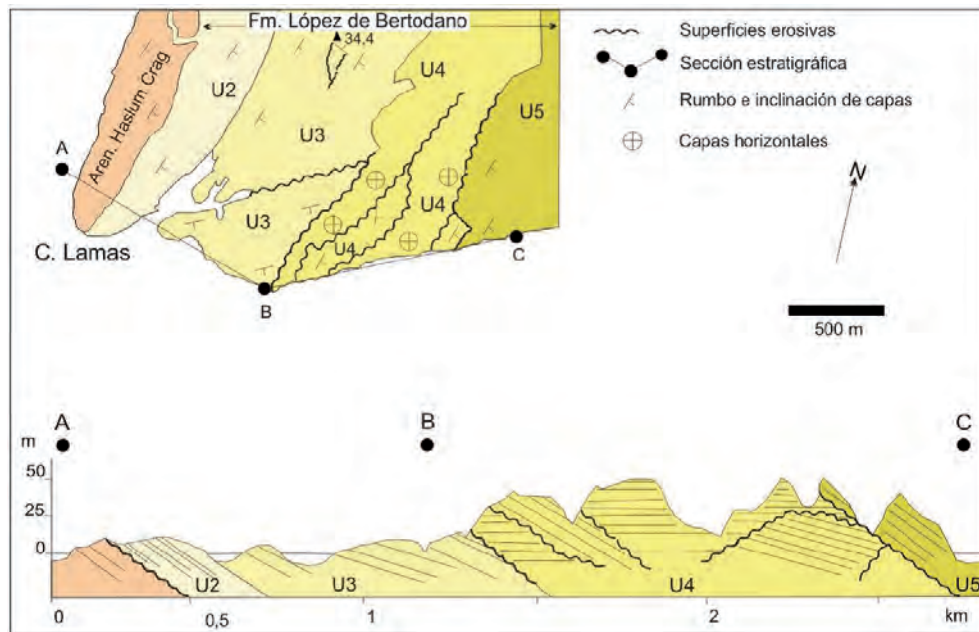 Fm. López de Bertodano
34,4
Aren. Haslum Crag
U2
U3
U4
U5
A
U3
U4
U4
C. Lamas
B
C
Superficies erosivas
Sección estratigráfica
Rumbo e inclinación de capas
Capas horizontales
N
500 m
A
B
C
m
50
25
0
U2
U3
U4
U5
0
0,5
1
2
km